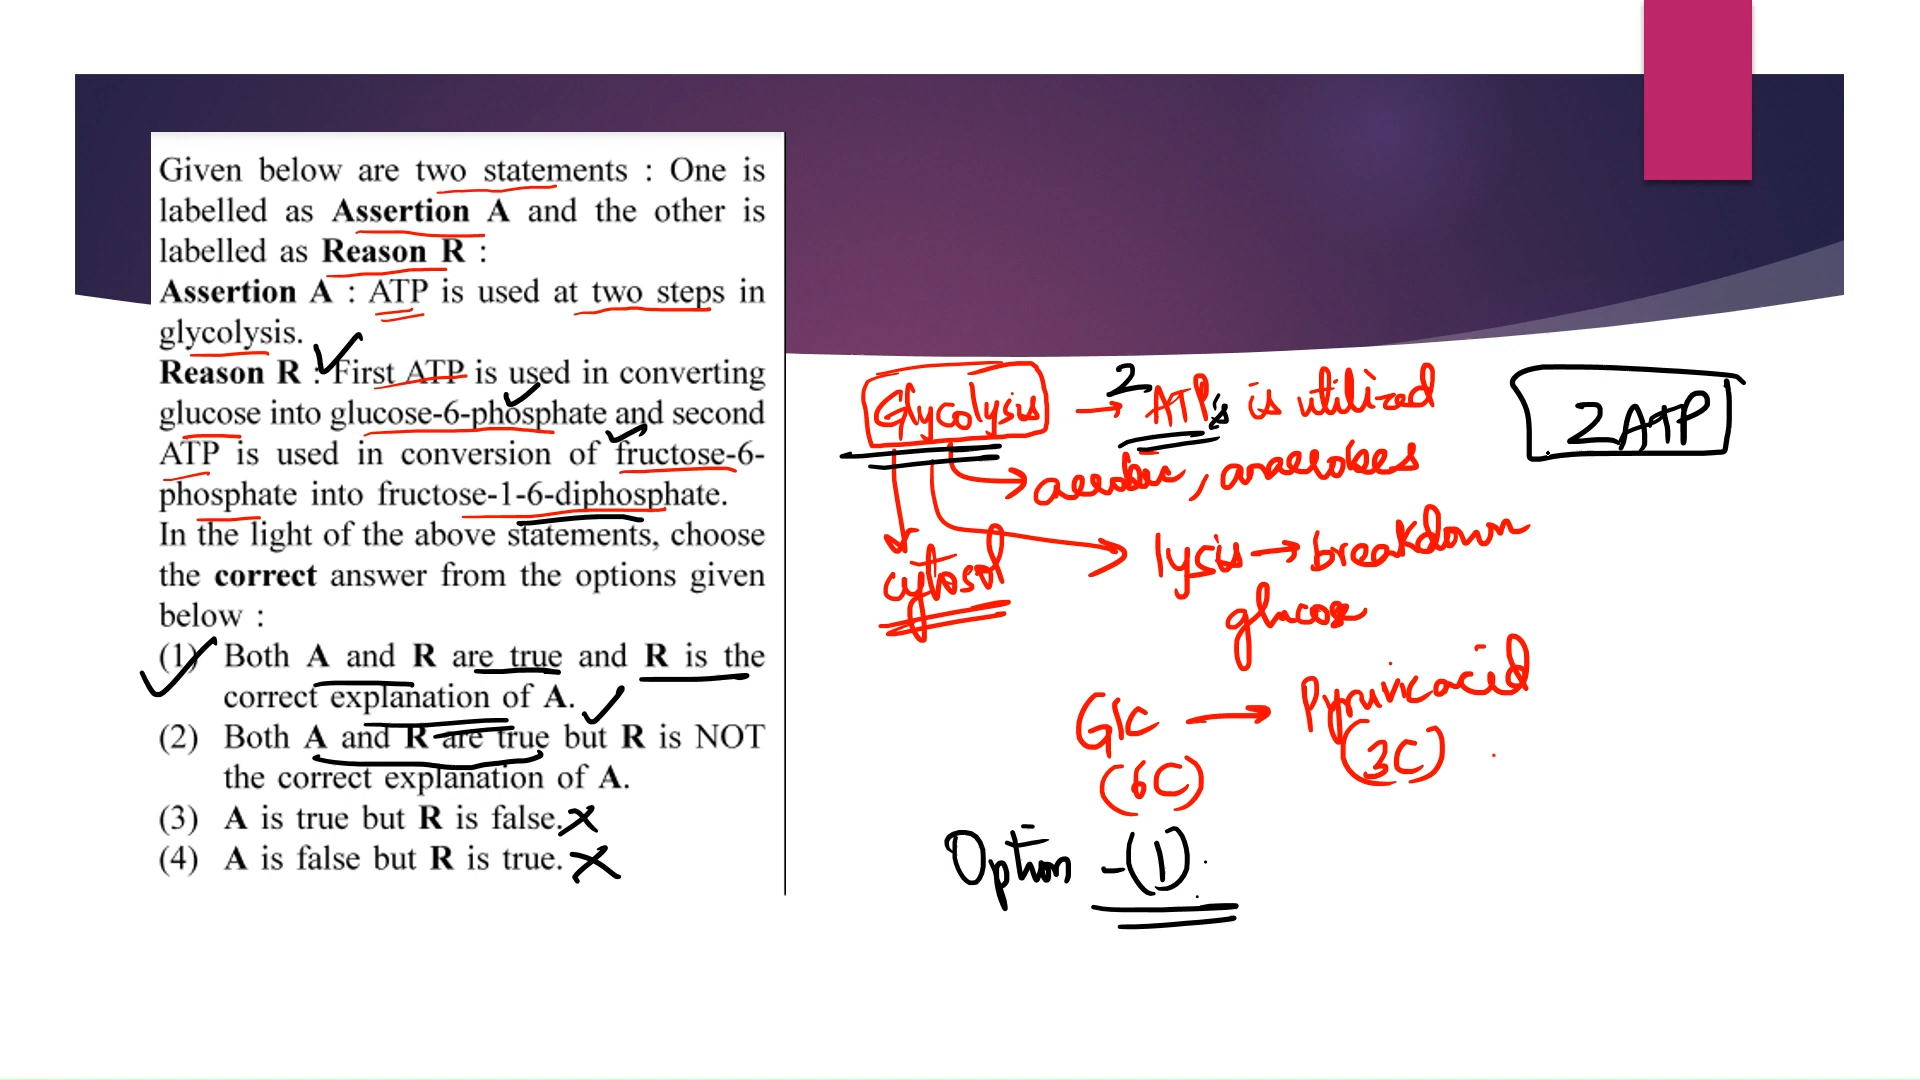 Given below are two statements : One is
labelled as Assertion A and the other is
labelled as Reason R :
Assertion A : ATP is used at two steps in
glycolysis.
Reason R : First ATP is used in converting
glucose into glucose-6-phosphate and second
ATP is used in conversion of fructose-6-
phosphate into fructose-1-6-diphosphate.
In the light of the above statements, choose
the correct answer from the options given
below :
(1) Both A and R are true and R is the
correct explanation of A.
(2) Both A and R are true but R is NOT
the correct explanation of A.
(3) A is true but R is false.
(4) A is false but R is true.
Glycolysis → 2 ATP's is utilized
2 ATP
aerobic, anaerobes
cytosol
lysis → breakdown
glucose
Glc → Pyruvic acid
(6C) (3C)
Option - (1)